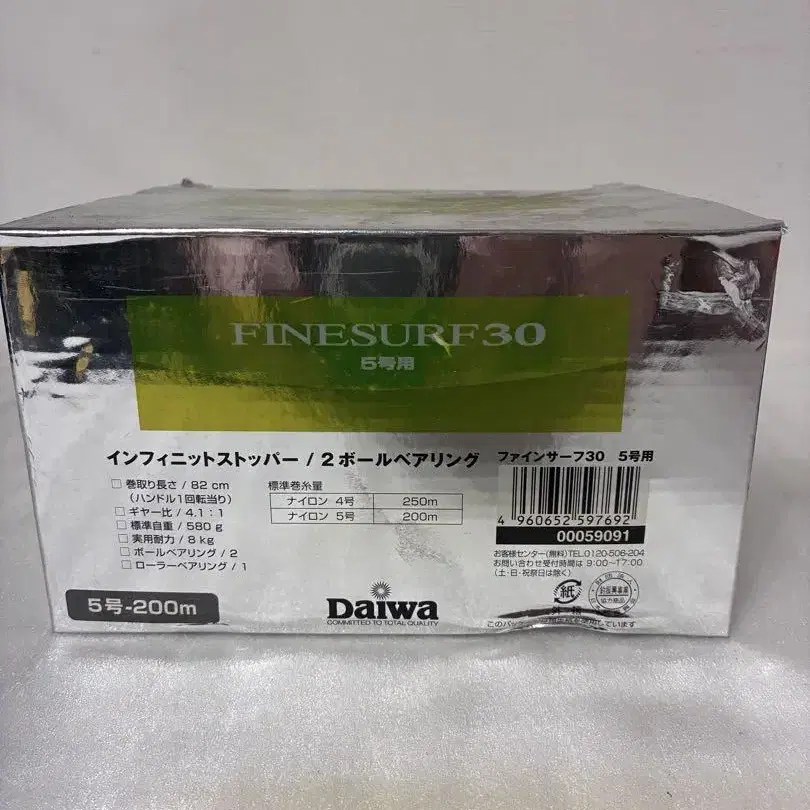 FINESURF30
5号用
インフィニットストッパー / 2ボールベアリング
ファインサーフ30 5号用
巻取り長さ / 82 cm
(ハンドル1回転当り)
ギヤー比 / 4.1:1
標準自重 / 580 g
実用耐力 / 8 kg
ボールベアリング / 2
ローラーベアリング / 1
標準巻糸量
ナイロン 4号 250m
ナイロン 5号 200m
4 960652 597692
00059091
お客様センター(無料)TEL.0120-506-204
お問い合わせ受付時間は 9:00~17:00
(土・日・祝祭日は除く)
5号-200m
Daiwa
COMMITTED TO TOTAL QUALITY
紙
外箱
協力商品